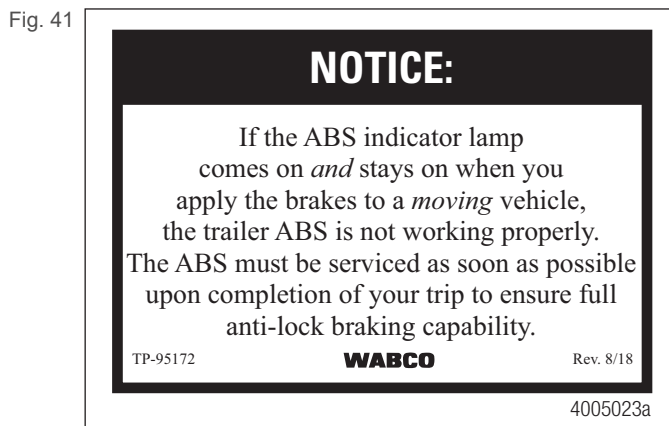 Fig. 41
NOTICE:
If the ABS indicator lamp
comes on and stays on when you
apply the brakes to a moving vehicle,
the trailer ABS is not working properly.
The ABS must be serviced as soon as possible
upon completion of your trip to ensure full
anti-lock braking capability.
TP-95172 WABCO Rev. 8/18
4005023a